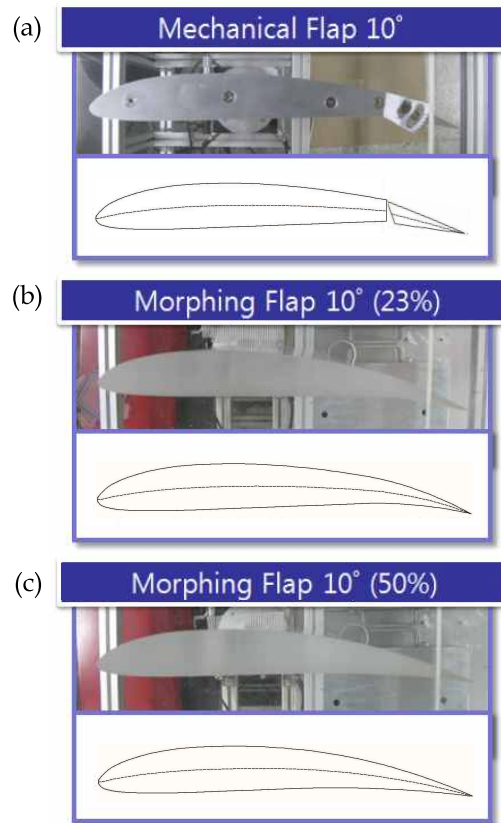 (a)
Mechanical Flap 10˚
(b)
Morphing Flap 10˚ (23%)
(c)
Morphing Flap 10˚ (50%)